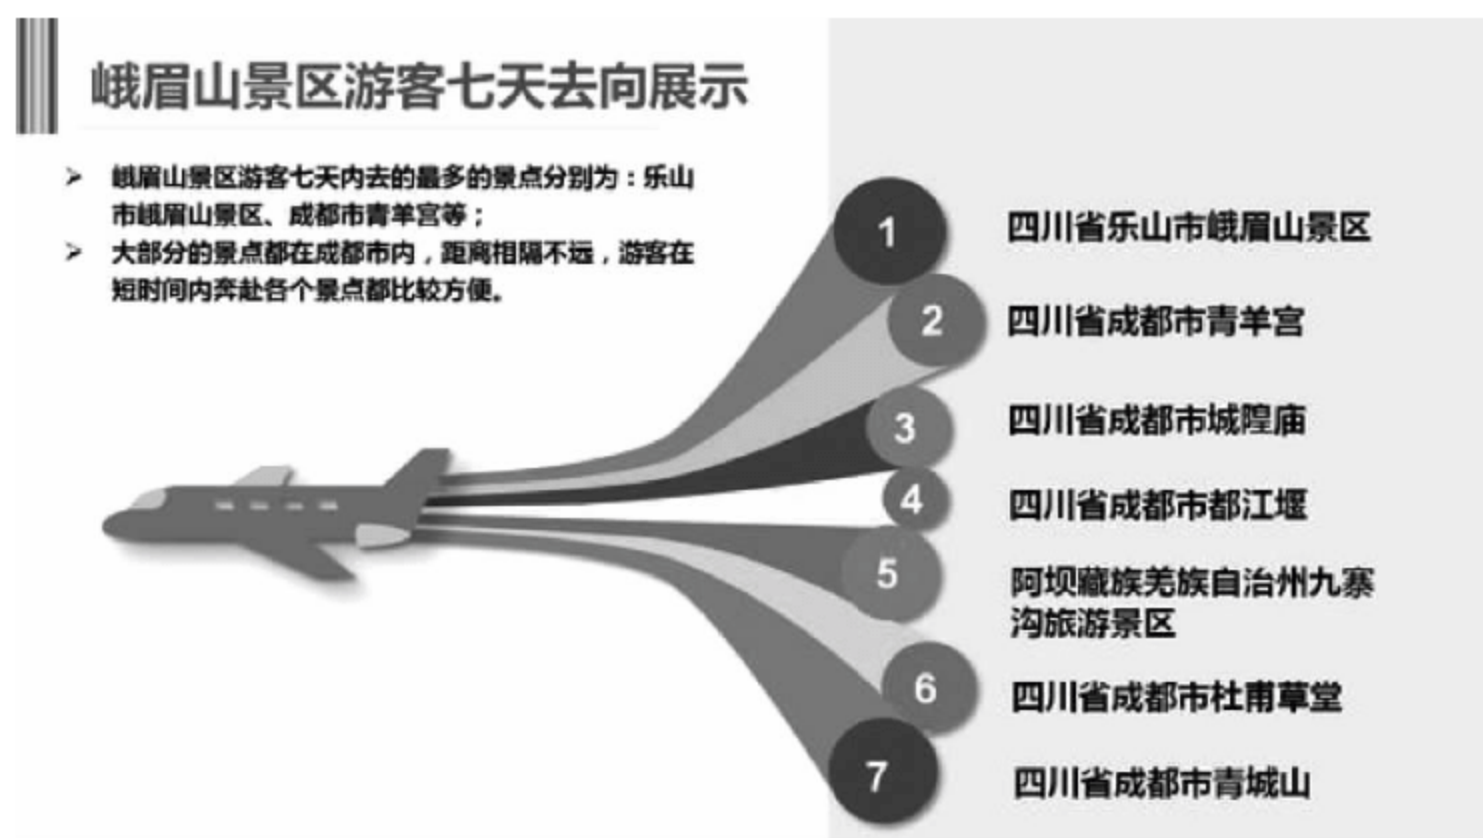 峨眉山景区游客七天去向展示
➢ 峨眉山景区游客七天内去的最多的景点分别为：乐山
市峨眉山景区、成都市青羊宫等；
➢ 大部分的景点都在成都市内，距离相隔不远，游客在
短时间内奔赴各个景点都比较方便。
1 四川省乐山市峨眉山景区
2 四川省成都市青羊宫
3 四川省成都市城隍庙
4 四川省成都市都江堰
5 阿坝藏族羌族自治州九寨
沟旅游景区
6 四川省成都市杜甫草堂
7 四川省成都市青城山